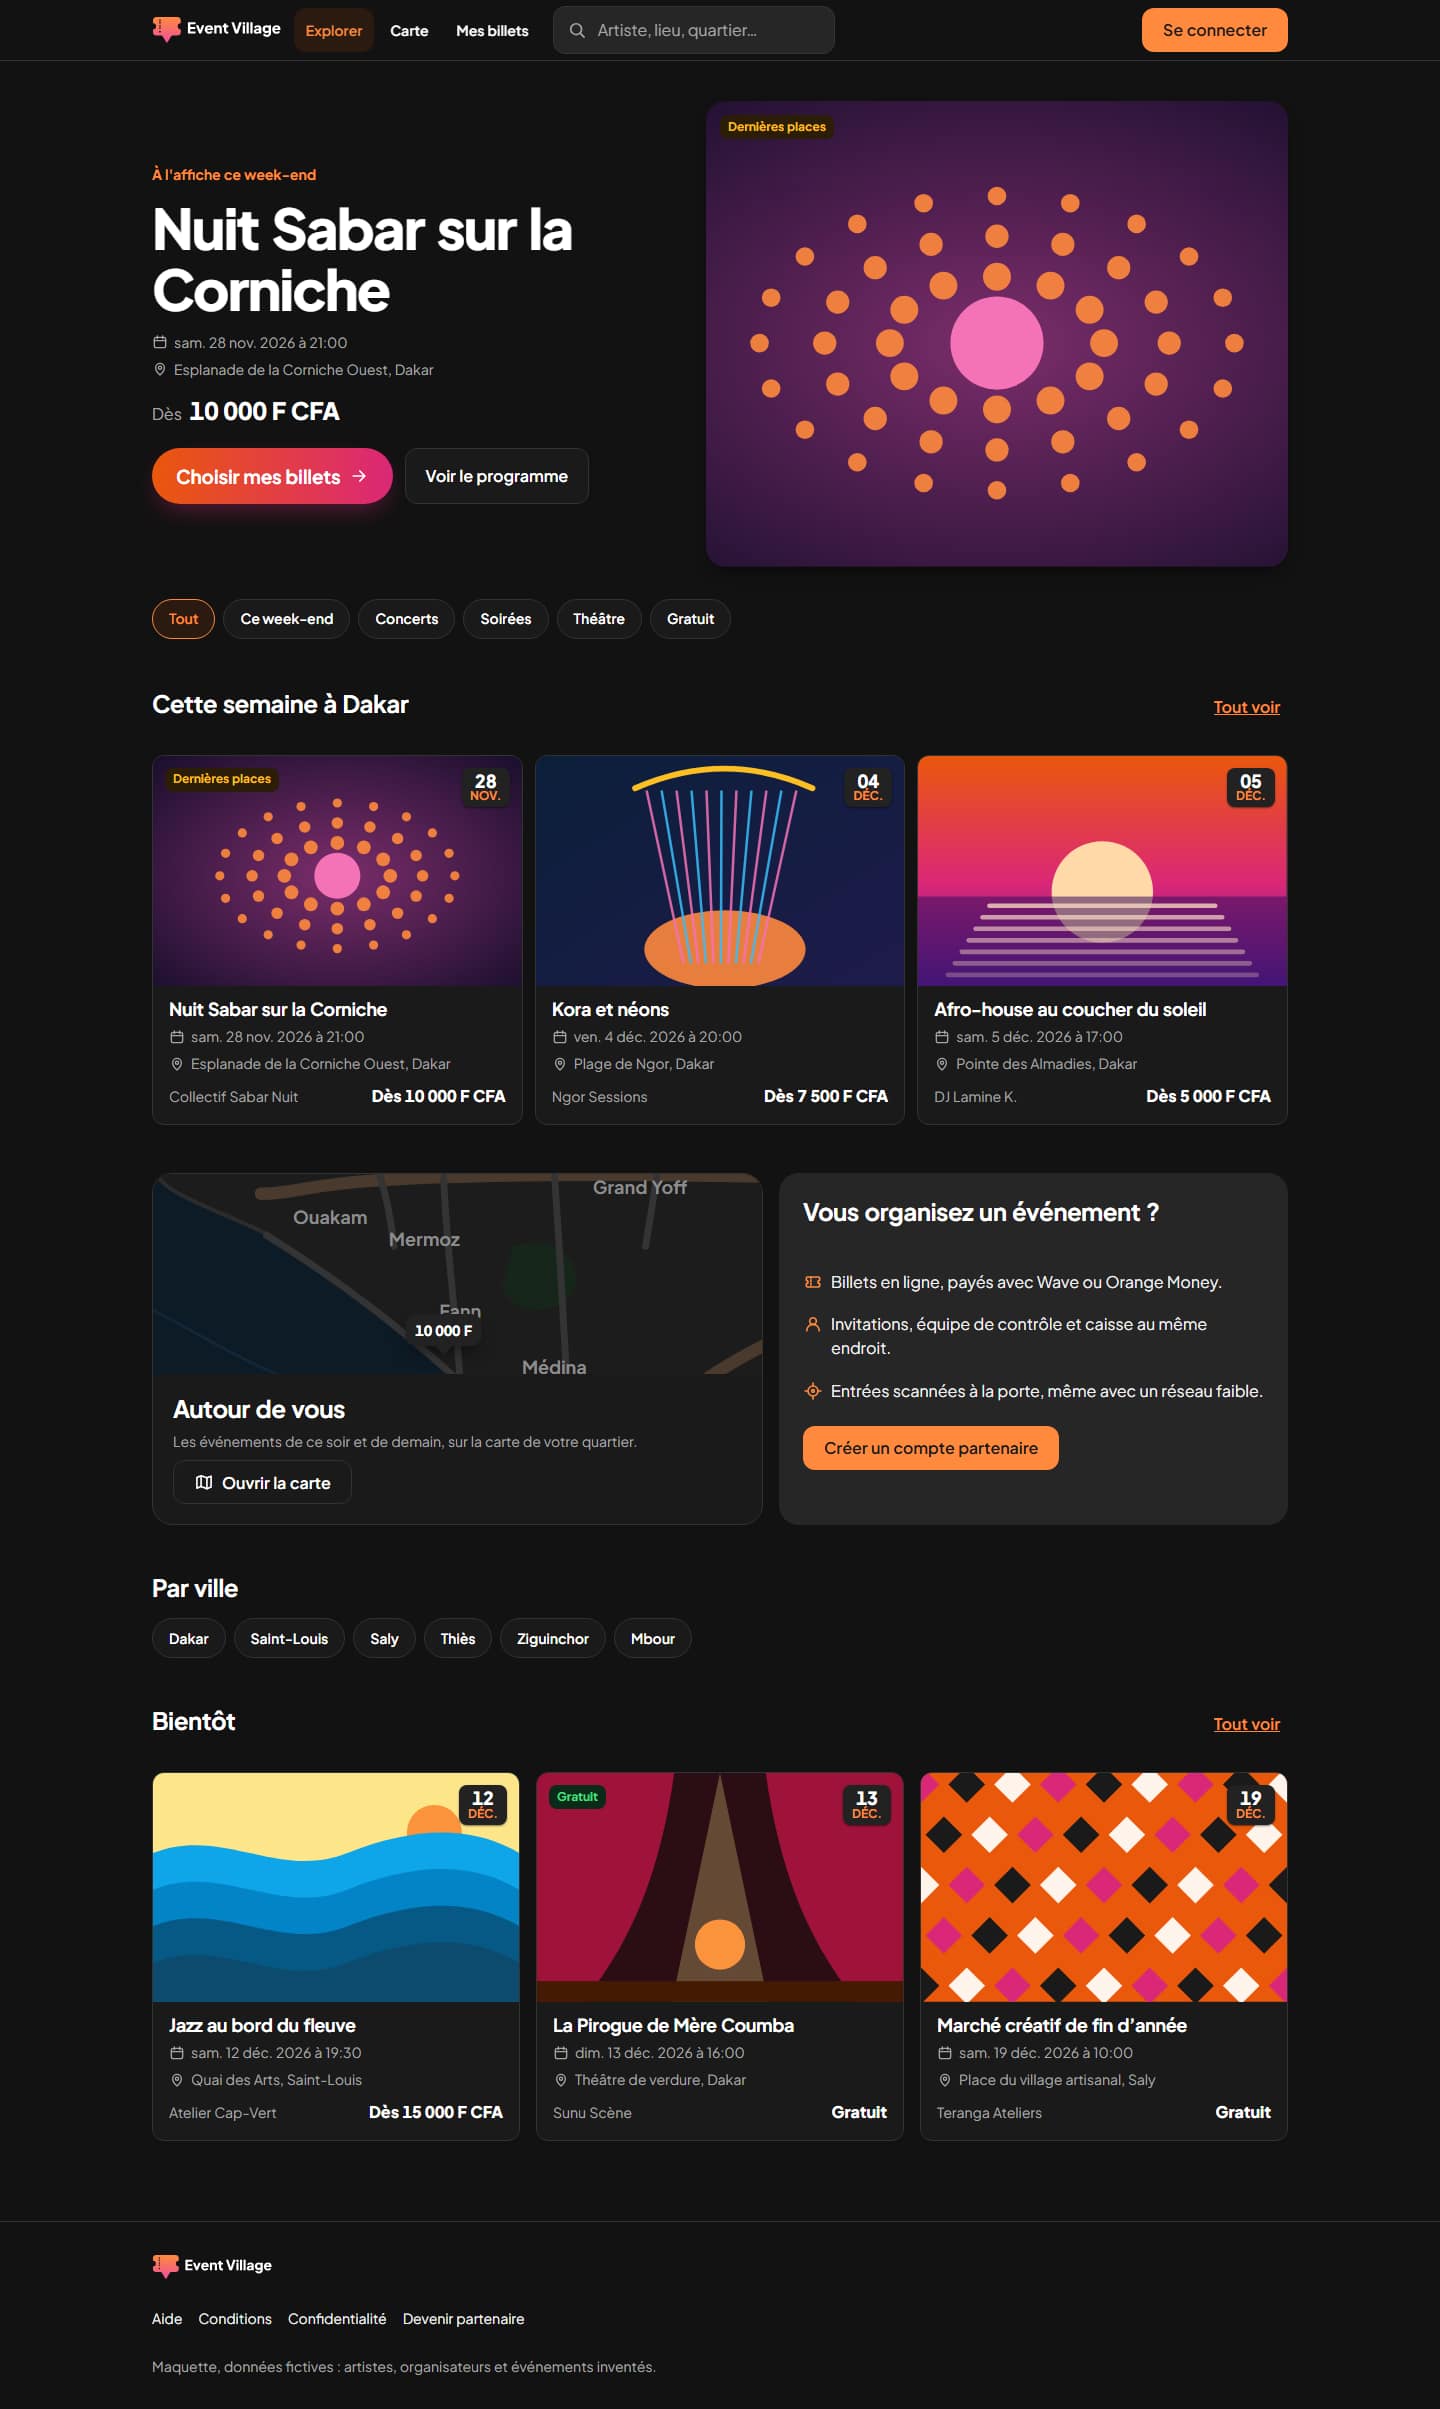 Event Village
Explorer
Carte
Mes billets
Artiste, lieu, quartier...
Se connecter
À l'affiche ce week-end
Nuit Sabar sur la
Corniche
sam. 28 nov. 2026 à 21:00
Esplanade de la Corniche Ouest, Dakar
Dès 10 000 F CFA
Choisir mes billets
Voir le programme
Dernières places
Tout
Ce week-end
Concerts
Soirées
Théâtre
Gratuit
Cette semaine à Dakar
Tout voir
Dernières places
28
NOV.
Nuit Sabar sur la Corniche
sam. 28 nov. 2026 à 21:00
Esplanade de la Corniche Ouest, Dakar
Collectif Sabar Nuit
Dès 10 000 F CFA
04
DÉC.
Kora et néons
ven. 4 déc. 2026 à 20:00
Plage de Ngor, Dakar
Ngor Sessions
Dès 7 500 F CFA
05
DÉC.
Afro-house au coucher du soleil
sam. 5 déc. 2026 à 17:00
Pointe des Almadies, Dakar
DJ Lamine K.
Dès 5 000 F CFA
Grand Yoff
Ouakam
Mermoz
Fann
10 000 F
Médina
Autour de vous
Les événements de ce soir et de demain, sur la carte de votre quartier.
Ouvrir la carte
Vous organisez un événement ?
Billets en ligne, payés avec Wave ou Orange Money.
Invitations, équipe de contrôle et caisse au même
endroit.
Entrées scannées à la porte, même avec un réseau faible.
Créer un compte partenaire
Par ville
Dakar
Saint-Louis
Saly
Thiès
Ziguinchor
Mbour
Bientôt
Tout voir
12
DÉC.
Jazz au bord du fleuve
sam. 12 déc. 2026 à 19:30
Quai des Arts, Saint-Louis
Atelier Cap-Vert
Dès 15 000 F CFA
Gratuit
13
DÉC.
La Pirogue de Mère Coumba
dim. 13 déc. 2026 à 16:00
Théâtre de verdure, Dakar
Sunu Scène
Gratuit
19
DÉC.
Marché créatif de fin d’année
sam. 19 déc. 2026 à 10:00
Place du village artisanal, Saly
Teranga Ateliers
Gratuit
Event Village
Aide
Conditions
Confidentialité
Devenir partenaire
Maquette, données fictives : artistes, organisateurs et événements inventés.